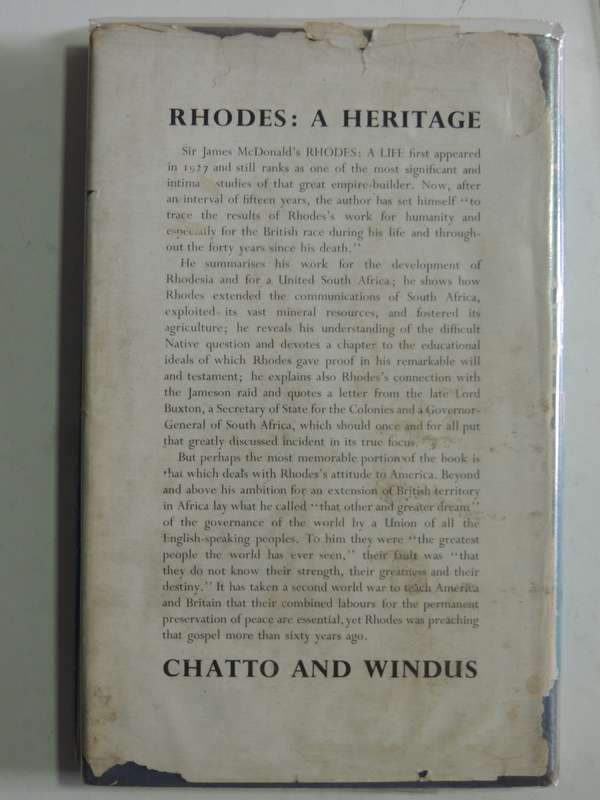 RHODES: A HERITAGE
Sir James McDonald's RHODES: A LIFE first appeared
in 1927 and still ranks as one of the most significant and
intima studies of that great empire-builder. Now, after
an interval of fifteen years, the author has set himself "to
trace the results of Rhodes's work for humanity and
especially for the British race during his life and through-
out the forty years since his death."
He summarises his work for the development of
Rhodesia and for a United South Africa; he shows how
Rhodes extended the communications of South Africa,
exploited its vast mineral resources, and fostered its
agriculture; he reveals his understanding of the difficult
Native question and devotes a chapter to the educational
ideals of which Rhodes gave proof in his remarkable will
and testament; he explains also Rhodes's connection with
the Jameson raid and quotes a letter from the late Lord
Buxton, a Secretary of State for the Colonies and a Governor-
General of South Africa, which should once and for all put
that greatly discussed incident in its true focus.
But perhaps the most memorable portion of the book is
that which deals with Rhodes's attitude to America. Beyond
and above his ambition for an extension of British territory
in Africa lay what he called "that other and greater dream"
of the governance of the world by a Union of all the
English-speaking peoples. To him they were "the greatest
people the world has ever seen," their fault was "that
they do not know their strength, their greatness and their
destiny." It has taken a second world war to teach America
and Britain that their combined labours for the permanent
preservation of peace are essential, yet Rhodes was preaching
that gospel more than sixty years ago.
CHATTO AND WINDUS